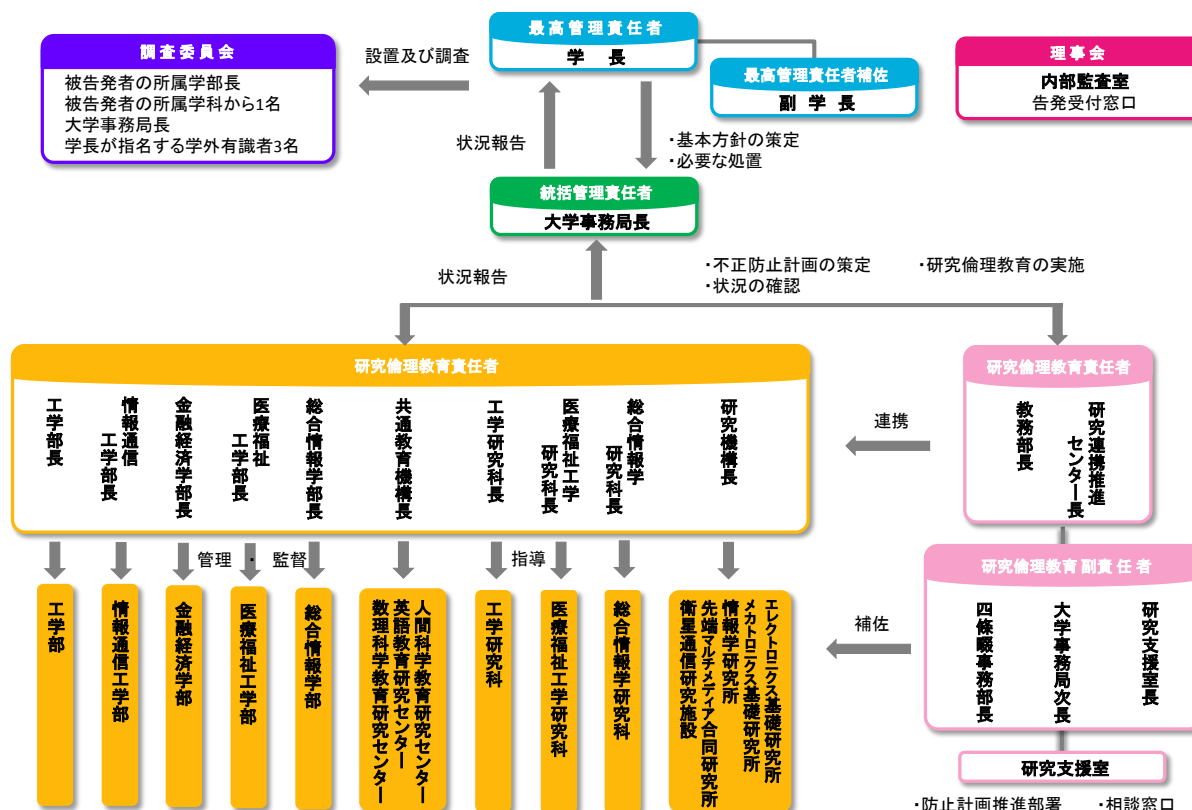 最高管理責任者
学 長
調査委員会
被告発者の所属学部長
被告発者の所属学科から1名
大学事務局長
学長が指名する学外有識者3名
設置及び調査
最高管理責任者補佐
副 学 長
理事会
内部監査室
告発受付窓口
状況報告
・基本方針の策定
・必要な処置
統括管理責任者
大学事務局長
状況報告
・不正防止計画の策定
・研究倫理教育の実施
・状況の確認
研究倫理教育責任者
工学部長
情報通信
工学部長
金融経済学部長
医療福祉
工学部長
総合情報学部長
共通教育機構長
工学研究科長
医療福祉工学
研究科長
総合情報学
研究科長
研究機構長
連携
研究倫理教育責任者
研究連携推進
センター長
教務部長
管理 ・ 監督
指導
工学部
情報通信工学部
金融経済学部
医療福祉工学部
総合情報学部
人間科学教育研究センター
英語教育研究センター
数理科学教育研究センター
工学研究科
医療福祉工学研究科
総合情報学研究科
エレクトロニクス基礎研究所
メカトロニクス基礎研究所
情報学研究所
先端マルチメディア合同研究所
衛星通信研究施設
補佐
研究倫理教育副責任者
研究支援室長
大学事務局次長
四條畷事務部長
研究支援室
・防止計画推進部署
・相談窓口